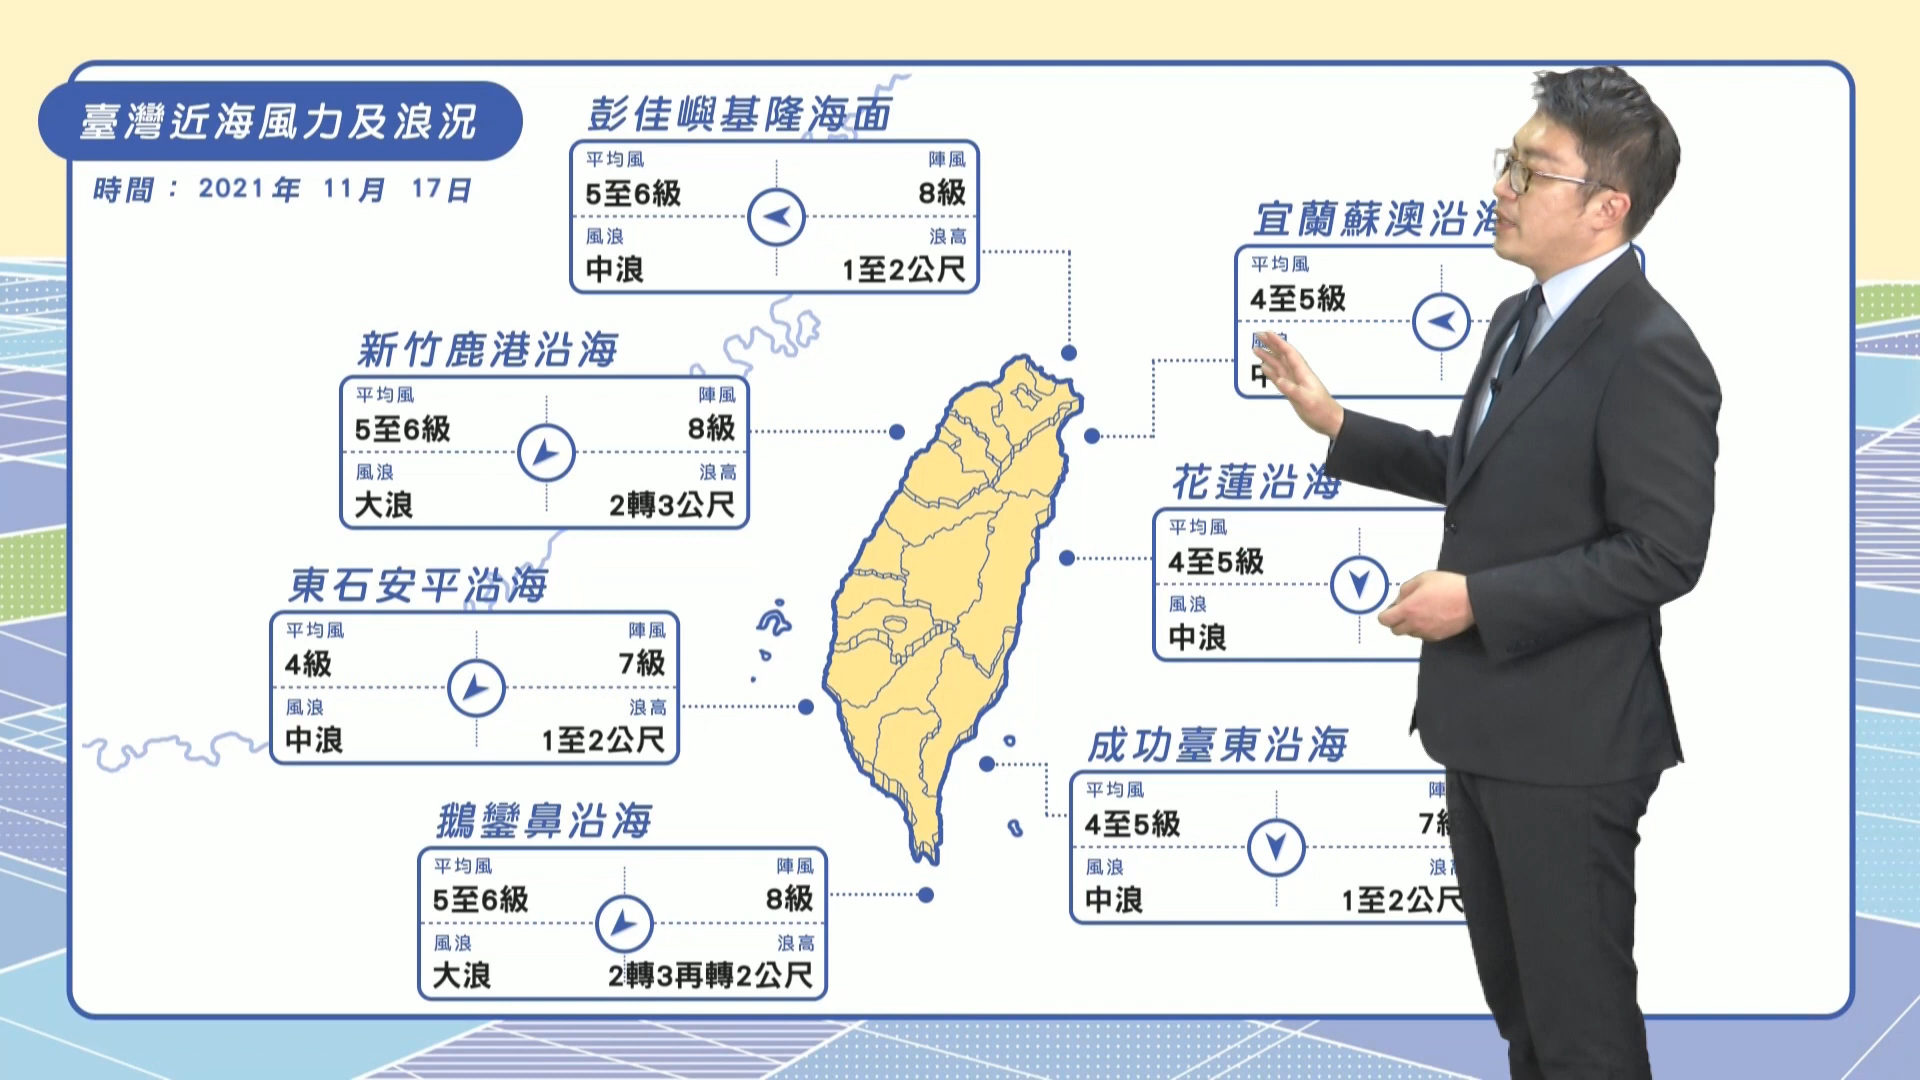 臺灣近海風力及浪況
時間： 2021年 11月 17日
彭佳嶼基隆海面
平均風 陣風
5至6級 8級
風浪 浪高
中浪 1至2公尺
宜蘭蘇澳沿海
平均風
4至5級
新竹鹿港沿海
平均風 陣風
5至6級 8級
風浪 浪高
大浪 2轉3公尺
花蓮沿海
平均風
4至5級
風浪
中浪
東石安平沿海
平均風 陣風
4級 7級
風浪 浪高
中浪 1至2公尺
成功臺東沿海
平均風 陣
4至5級 7級
風浪 浪高
中浪 1至2公尺
鵝鑾鼻沿海
平均風 陣風
5至6級 8級
風浪 浪高
大浪 2轉3再轉2公尺